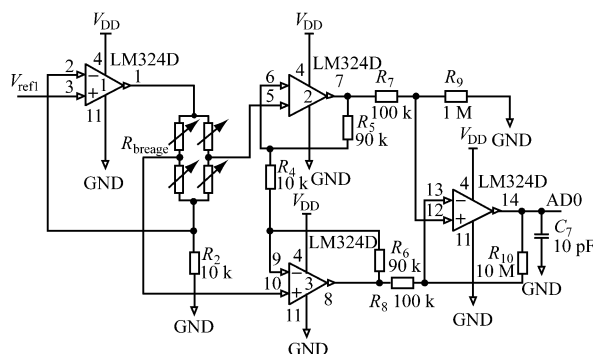 V_DD
4
LM324D
2
1
V_ref1
3
1
11
GND
R_breage
R_2
10 k
GND
V_DD
4
LM324D
6
7
5
2
11
GND
R_5
90 k
R_4
10 k
V_DD
4
LM324D
9
10
3
8
11
GND
R_6
90 k
R_7
100 k
R_9
1 M
GND
R_8
100 k
V_DD
4
LM324D
13
14
12
AD0
11
GND
R_10
10 M
C_7
10 pF
GND